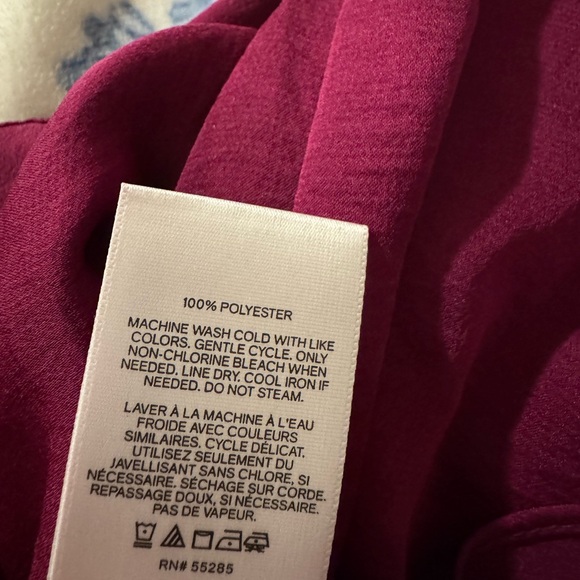 100% POLYESTER
MACHINE WASH COLD WITH LIKE
COLORS. GENTLE CYCLE. ONLY
NON-CHLORINE BLEACH WHEN
NEEDED. LINE DRY. COOL IRON IF
NEEDED. DO NOT STEAM.
LAVER À LA MACHINE À L'EAU
FROIDE AVEC COULEURS
SIMILAIRES. CYCLE DÉLICAT.
UTILISEZ SEULEMENT DU
JAVELLISANT SANS CHLORE, SI
NÉCESSAIRE. SÉCHAGE SUR CORDE.
REPASSAGE DOUX, SI NÉCESSAIRE.
PAS DE VAPEUR.
RN# 55285